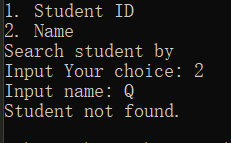 1. Student ID
2. Name
Search student by
Input Your choice: 2
Input name: Q
Student not found.